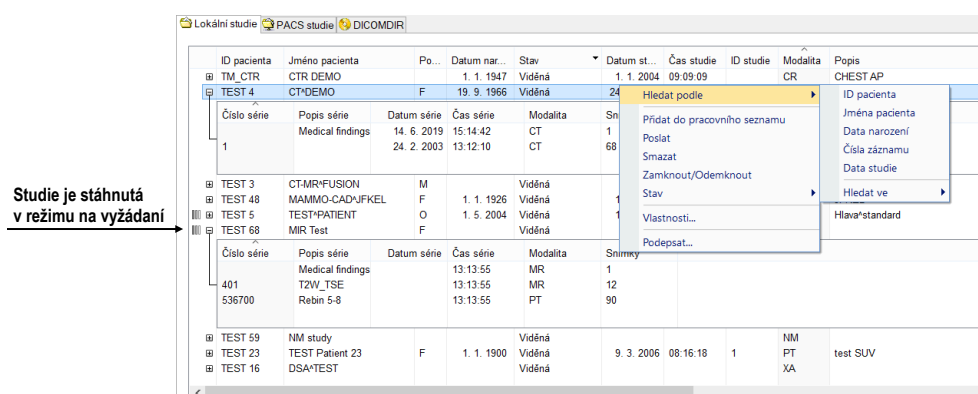 Lokální studie PACS studie DICOMDIR
ID pacienta Jméno pacienta Po... Datum nar... Stav Datum st... Čas studie ID studie Modalita Popis
TM_CTR CTR DEMO 1. 1. 1947 Viděná 1. 1. 2004 09:09:09 CR CHEST AP
TEST 4 CT^DEMO F 19. 9. 1966 Viděná 24
Hledat podle
ID pacienta
Jména pacienta
Data narození
Čísla záznamu
Data studie
Hledat ve
Přidat do pracovního seznamu
Poslat
Smazat
Zamknout/Odemknout
Stav
Vlastnosti...
Podepsat...
Číslo série Popis série Datum série Čas série Modalita
Medical findings 14. 6. 2019 15:14:42 CT 1
1 24. 2. 2003 13:12:10 CT 68
TEST 3 CT-MR^FUSION M Viděná
TEST 48 MAMMO-CAD^JFKEL F 1. 1. 1926 Viděná
TEST 5 TEST^PATIENT O 1. 5. 2004 Viděná Hlava^standard
TEST 68 MIR Test F Viděná
Studie je stáhnutá
v režimu na vyžádaní
Číslo série Popis série Datum série Čas série Modalita Snímky
Medical findings 13:13:55 MR 1
401 T2W_TSE 13:13:55 MR 12
536700 Rebin 5-8 13:13:55 PT 90
TEST 59 NM study Viděná NM
TEST 23 TEST Patient 23 F 1. 1. 1900 Viděná 9. 3. 2006 08:16:18 1 PT test SUV
TEST 16 DSA^TEST Viděná XA